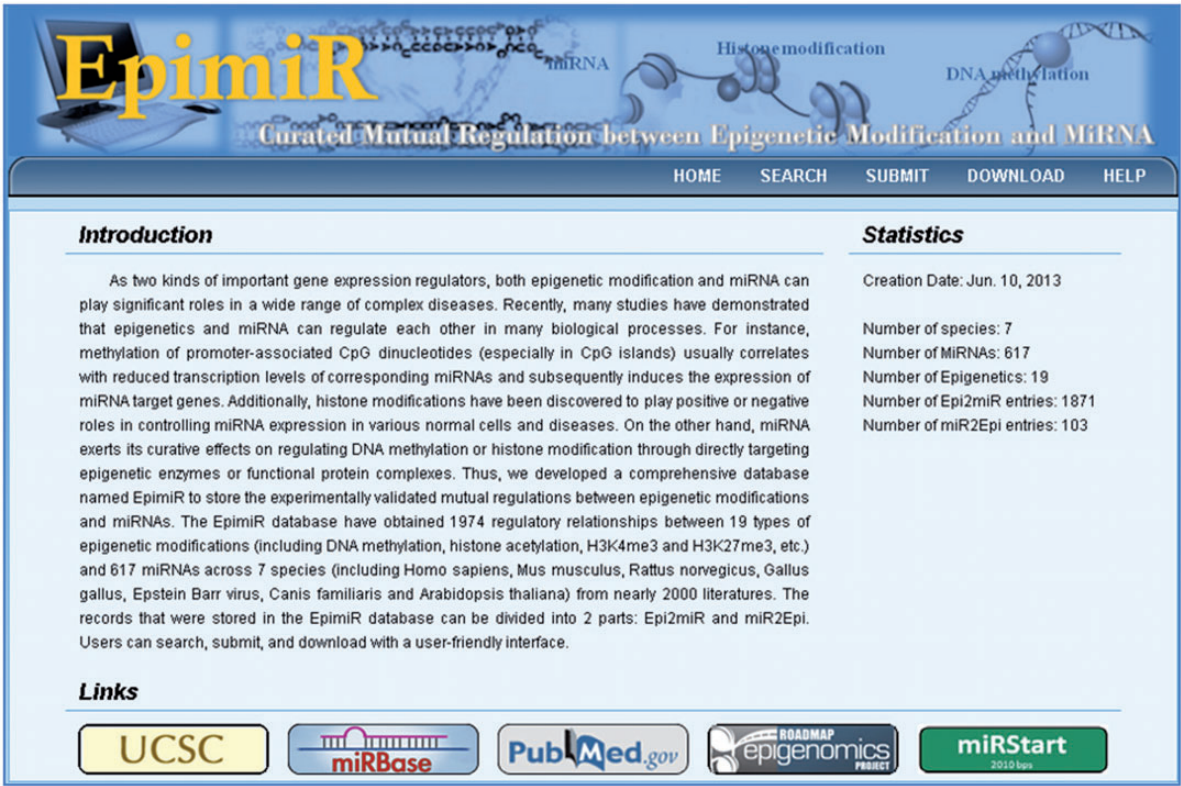 EpimiR
miRNA
Histone modification
DNA methylation
Curated Mutual Regulation between Epigenetic Modification and MiRNA
HOME SEARCH SUBMIT DOWNLOAD HELP
Introduction
As two kinds of important gene expression regulators, both epigenetic modification and miRNA can
play significant roles in a wide range of complex diseases. Recently, many studies have demonstrated
that epigenetics and miRNA can regulate each other in many biological processes. For instance,
methylation of promoter-associated CpG dinucleotides (especially in CpG islands) usually correlates
with reduced transcription levels of corresponding miRNAs and subsequently induces the expression of
miRNA target genes. Additionally, histone modifications have been discovered to play positive or negative
roles in controlling miRNA expression in various normal cells and diseases. On the other hand, miRNA
exerts its curative effects on regulating DNA methylation or histone modification through directly targeting
epigenetic enzymes or functional protein complexes. Thus, we developed a comprehensive database
named EpimiR to store the experimentally validated mutual regulations between epigenetic modifications
and miRNAs. The EpimiR database have obtained 1974 regulatory relationships between 19 types of
epigenetic modifications (including DNA methylation, histone acetylation, H3K4me3 and H3K27me3, etc.)
and 617 miRNAs across 7 species (including Homo sapiens, Mus musculus, Rattus norvegicus, Gallus
gallus, Epstein Barr virus, Canis familiaris and Arabidopsis thaliana) from nearly 2000 literatures. The
records that were stored in the EpimiR database can be divided into 2 parts: Epi2miR and miR2Epi.
Users can search, submit, and download with a user-friendly interface.
Statistics
Creation Date: Jun. 10, 2013
Number of species: 7
Number of MiRNAs: 617
Number of Epigenetics: 19
Number of Epi2miR entries: 1871
Number of miR2Epi entries: 103
Links
UCSC
miRBase
PubMed.gov
ROADMAP
epigenomics
PROJECT
miRStart
2010 bps